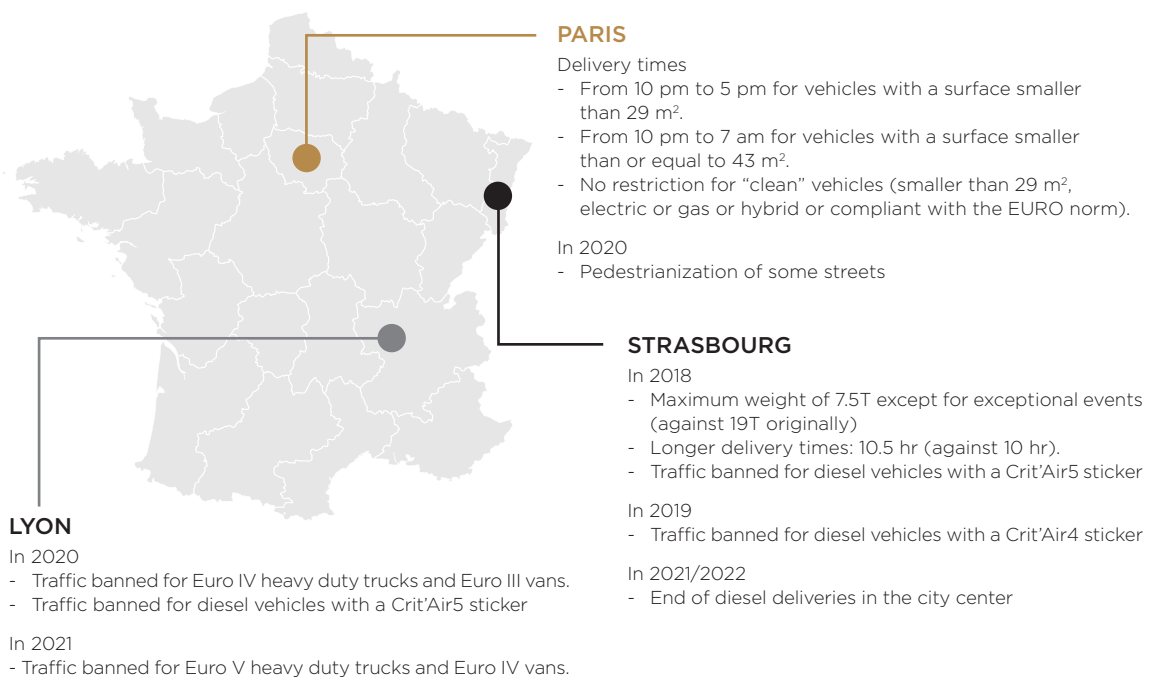 PARIS
Delivery times
- From 10 pm to 5 pm for vehicles with a surface smaller
than 29 m².
- From 10 pm to 7 am for vehicles with a surface smaller
than or equal to 43 m².
- No restriction for “clean” vehicles (smaller than 29 m²,
electric or gas or hybrid or compliant with the EURO norm).
In 2020
- Pedestrianization of some streets
STRASBOURG
In 2018
- Maximum weight of 7.5T except for exceptional events
(against 19T originally)
- Longer delivery times: 10.5 hr (against 10 hr).
- Traffic banned for diesel vehicles with a Crit’Air5 sticker
In 2019
- Traffic banned for diesel vehicles with a Crit’Air4 sticker
In 2021/2022
- End of diesel deliveries in the city center
LYON
In 2020
- Traffic banned for Euro IV heavy duty trucks and Euro III vans.
- Traffic banned for diesel vehicles with a Crit’Air5 sticker
In 2021
- Traffic banned for Euro V heavy duty trucks and Euro IV vans.